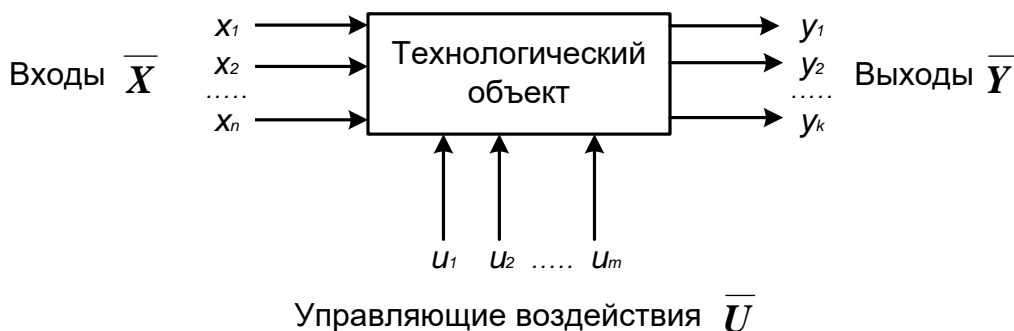 x1 Технологический y1
Входы X x2 объект y2 Выходы Y
..... .....
xn yk
u1 u2 ..... um
Управляющие воздействия U